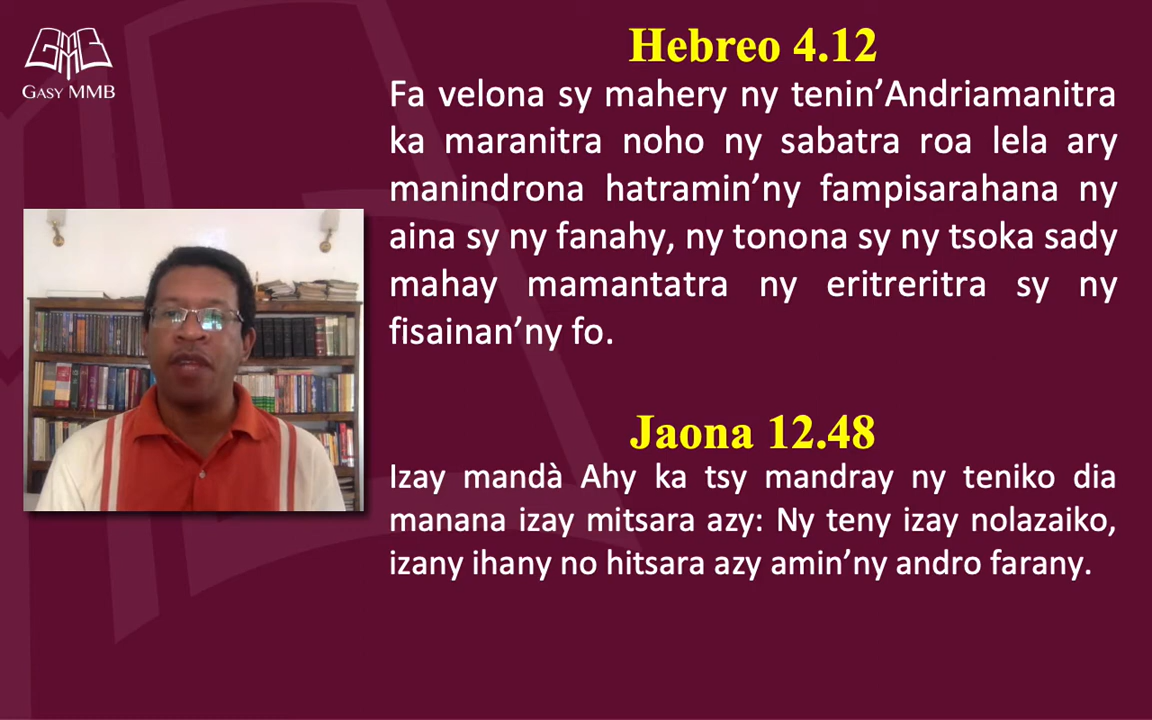 GMG
GASY MMB
Hebreo 4.12
Fa velona sy mahery ny tenin’Andriamanitra
ka maranitra noho ny sabatra roa lela ary
manindrona hatramin’ny fampisarahana ny
aina sy ny fanahy, ny tonona sy ny tsoka sady
mahay mamantatra ny eritreritra sy ny
fisainan’ny fo.
Jaona 12.48
Izay mandà Ahy ka tsy mandray ny teniko dia
manana izay mitsara azy: Ny teny izay nolazaiko,
izany ihany no hitsara azy amin’ny andro farany.